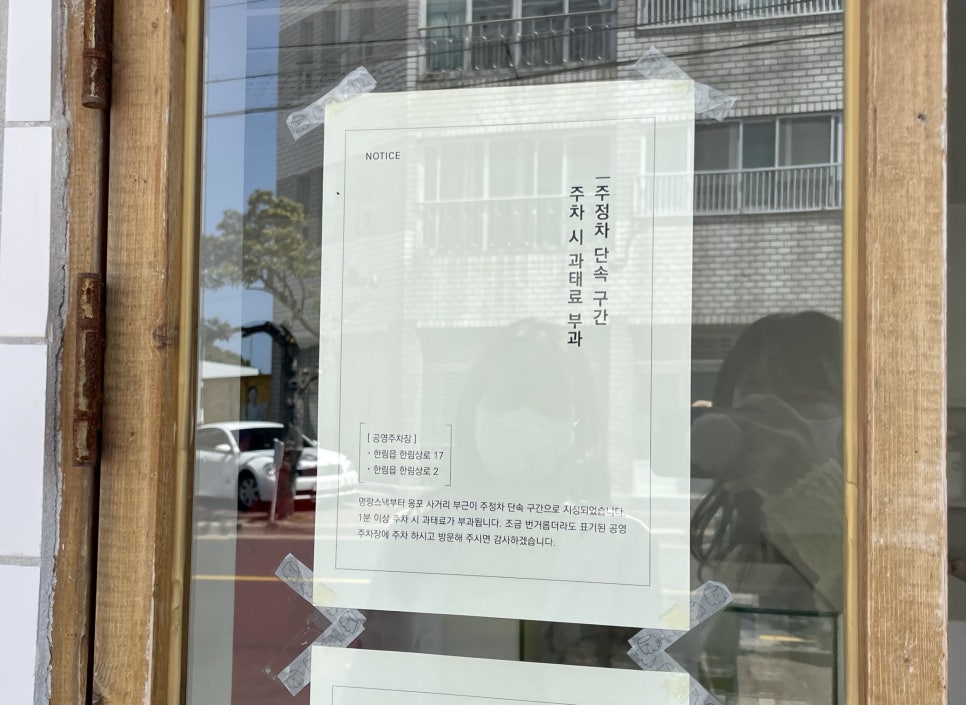 NOTICE
주정차 단속 구간
주차 시 과태료 부과
[ 공영주차장 ]
· 한림읍 한림상로 17
· 한림읍 한림상로 2
명랑스낵부터 옹포 사거리 부근이 주정차 단속 구간으로 지정되었습니다.
1분 이상 주차 시 과태료가 부과됩니다. 조금 번거롭더라도 표기된 공영
주차장에 주차 하시고 방문해 주시면 감사하겠습니다.